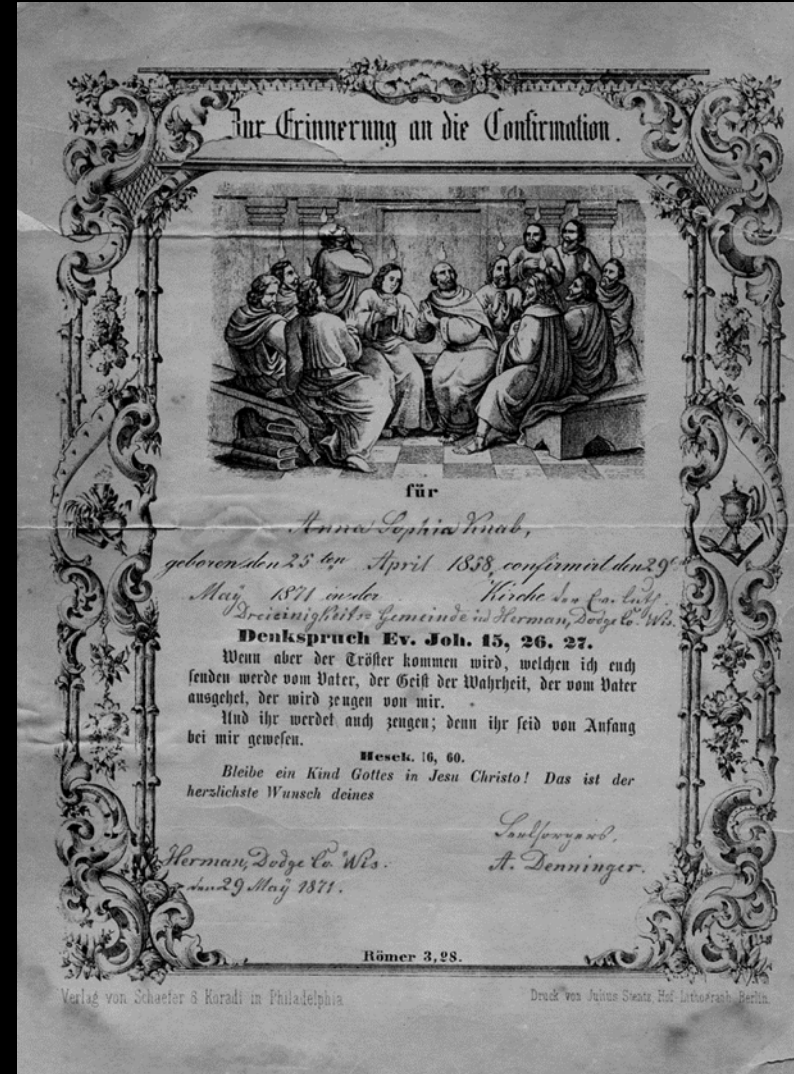 Zur Erinnerung an die Confirmation.
für
Anna Sophia Knab,
geboren den 25ten April 1858, confirmirt den 29ten
May 1871 in der Kirche der Ev. luth.
Dreieinigkeits Gemeinde in Herman, Dodge Co. Wis.
Denkspruch Ev. Joh. 15, 26. 27.
Wenn aber der Tröster kommen wird, welchen ich euch
senden werde vom Vater, der Geist der Wahrheit, der vom Vater
ausgehet, der wird zeugen von mir.
Und ihr werdet auch zeugen; denn ihr seid von Anfang
bei mir gewesen.
Hesek. 16, 60.
Bleibe ein Kind Gottes in Jesu Christo! Das ist der
herzlichste Wunsch deines
Seelsorgers.
Herman, Dodge Co. Wis. A. Denninger.
den 29 May 1871.
Römer 3,28.
Verlag von Schaefer & Koradi in Philadelphia. Druck von Julius Hof-Lithograph, Berlin.